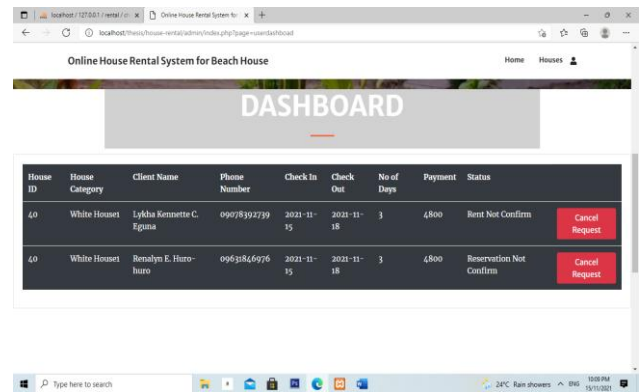 localhost / 127.0.0.1 / rental / ch
Online House Rental System for
localhost/thesis/house-rental/admin/index.php?page=userdashboad
Online House Rental System for Beach House
Home Houses
DASHBOARD
House ID House Category Client Name Phone Number Check In Check Out No of Days Payment Status
40 White House1 Lykha Kennette C. Eguna 09078392739 2021-11-15 2021-11-18 3 4800 Rent Not Confirm Cancel Request
40 White House1 Renalyn E. Huro-huro 09631846976 2021-11-15 2021-11-18 3 4800 Reservation Not Confirm Cancel Request
Type here to search
24°C Rain showers ENG 10:08 PM 15/11/2021